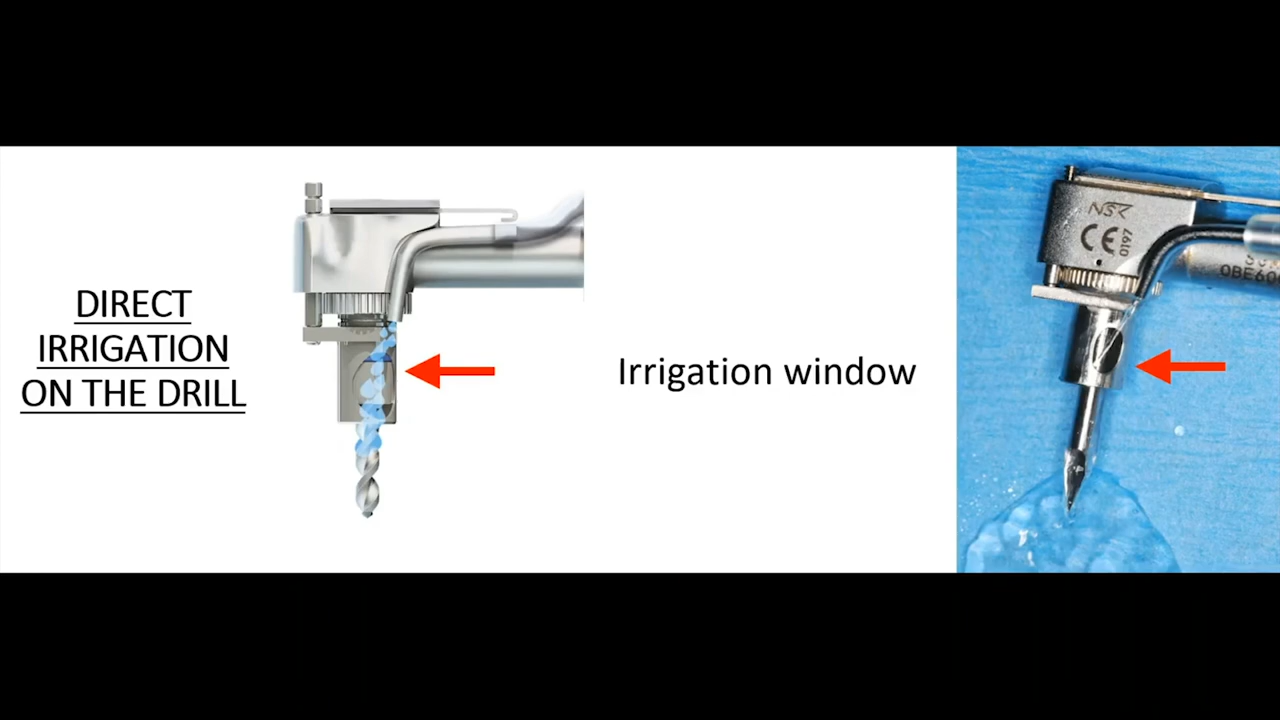 DIRECT
IRRIGATION
ON THE DRILL
Irrigation window
NSK
CE
0197